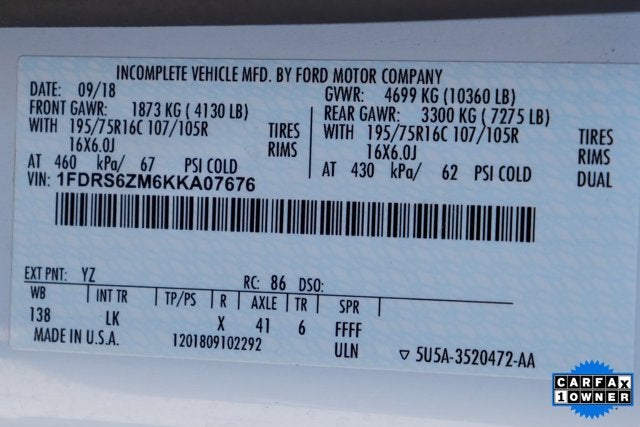 INCOMPLETE VEHICLE MFD. BY FORD MOTOR COMPANY
DATE: 09/18 GVWR: 4699 KG (10360 LB)
FRONT GAWR: 1873 KG (4130 LB) REAR GAWR: 3300 KG (7275 LB)
WITH 195/75R16C 107/105R TIRES WITH 195/75R16C 107/105R TIRES
16X6.0J RIMS 16X6.0J RIMS
AT 460 kPa/ 67 PSI COLD AT 430 kPa/ 62 PSI COLD DUAL
VIN: 1FDRS6ZM6KKA07676
EXT PNT: YZ RC: 86 DSO:
WB INT TR TP/PS R AXLE TR SPR
138 LK X 41 6 FFFF
MADE IN U.S.A. 1201809102292 ULN 5U5A-3520472-AA
CARFAX
1 OWNER